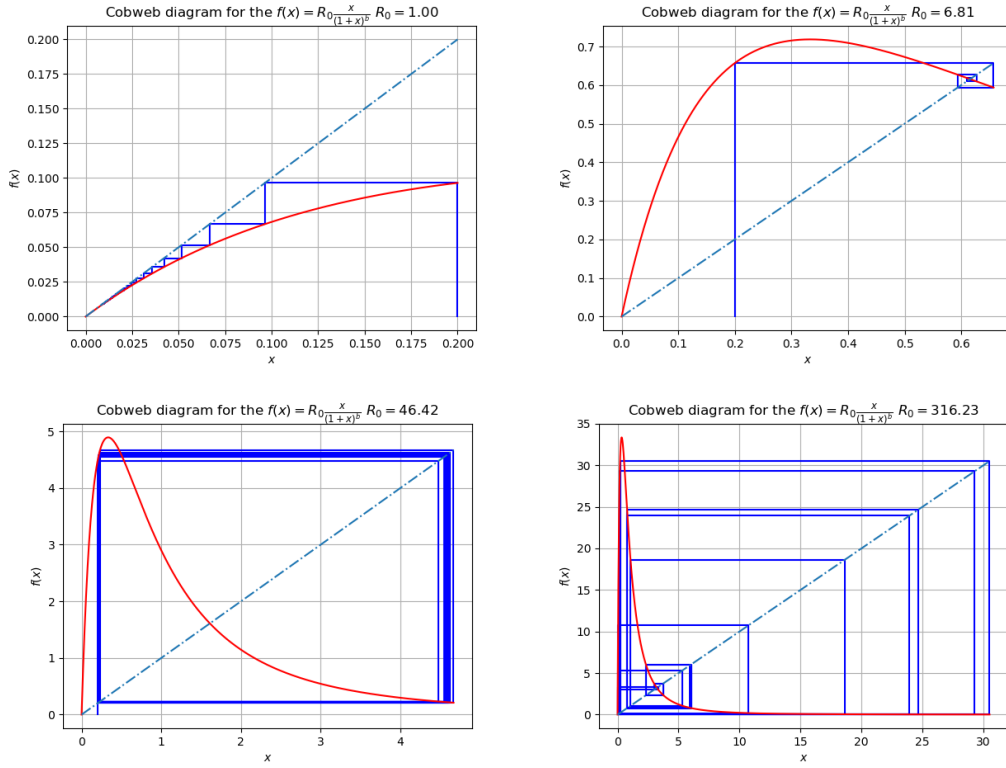 Cobweb diagram for the f(x) = R₀ x/(1+x)ᵇ R₀ = 1.00
0.200
0.175
0.150
0.125
0.100
0.075
0.050
0.025
0.000
f(x)
0.000 0.025 0.050 0.075 0.100 0.125 0.150 0.175 0.200
x
Cobweb diagram for the f(x) = R₀ x/(1+x)ᵇ R₀ = 6.81
0.7
0.6
0.5
0.4
0.3
0.2
0.1
0.0
f(x)
0.0 0.1 0.2 0.3 0.4 0.5 0.6
x
Cobweb diagram for the f(x) = R₀ x/(1+x)ᵇ R₀ = 46.42
5
4
3
2
1
0
f(x)
0 1 2 3 4
x
Cobweb diagram for the f(x) = R₀ x/(1+x)ᵇ R₀ = 316.23
35
30
25
20
15
10
5
0
f(x)
0 5 10 15 20 25 30
x